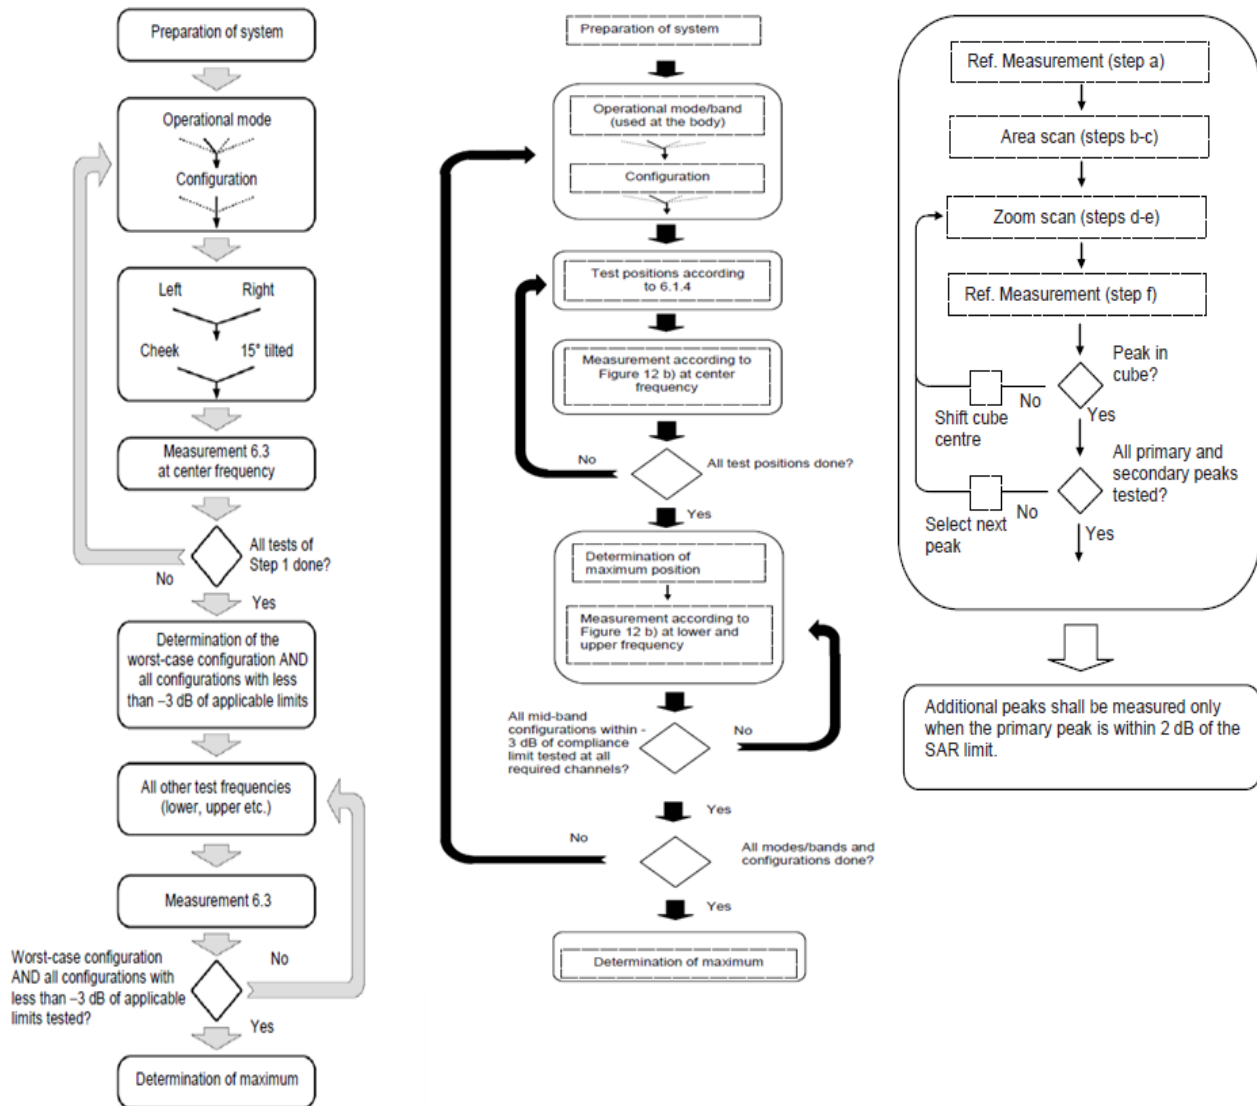 Preparation of system
Operational mode
Configuration
Left
Right
Cheek
15° tilted
Measurement 6.3
at center frequency
All tests of
Step 1 done?
No
Yes
Determination of the
worst-case configuration AND
all configurations with less
than –3 dB of applicable limits
All other test frequencies
(lower, upper etc.)
Measurement 6.3
Worst-case configuration
AND all configurations with
less than –3 dB of applicable
limits tested?
No
Yes
Determination of maximum
Preparation of system
Operational mode/band
(used at the body)
Configuration
Test positions according
to 6.1.4
Measurement according to
Figure 12 b) at center
frequency
No
All test positions done?
Yes
Determination of
maximum position
Measurement according to
Figure 12 b) at lower and
upper frequency
All mid-band
configurations within -
3 dB of compliance
limit tested at all
required channels?
No
Yes
No
All modes/bands and
configurations done?
Yes
Determination of maximum
Ref. Measurement (step a)
Area scan (steps b-c)
Zoom scan (steps d-e)
Ref. Measurement (step f)
Peak in
cube?
No
Shift cube
centre
Yes
All primary and
secondary peaks
tested?
No
Select next
peak
Yes
Additional peaks shall be measured only
when the primary peak is within 2 dB of the
SAR limit.